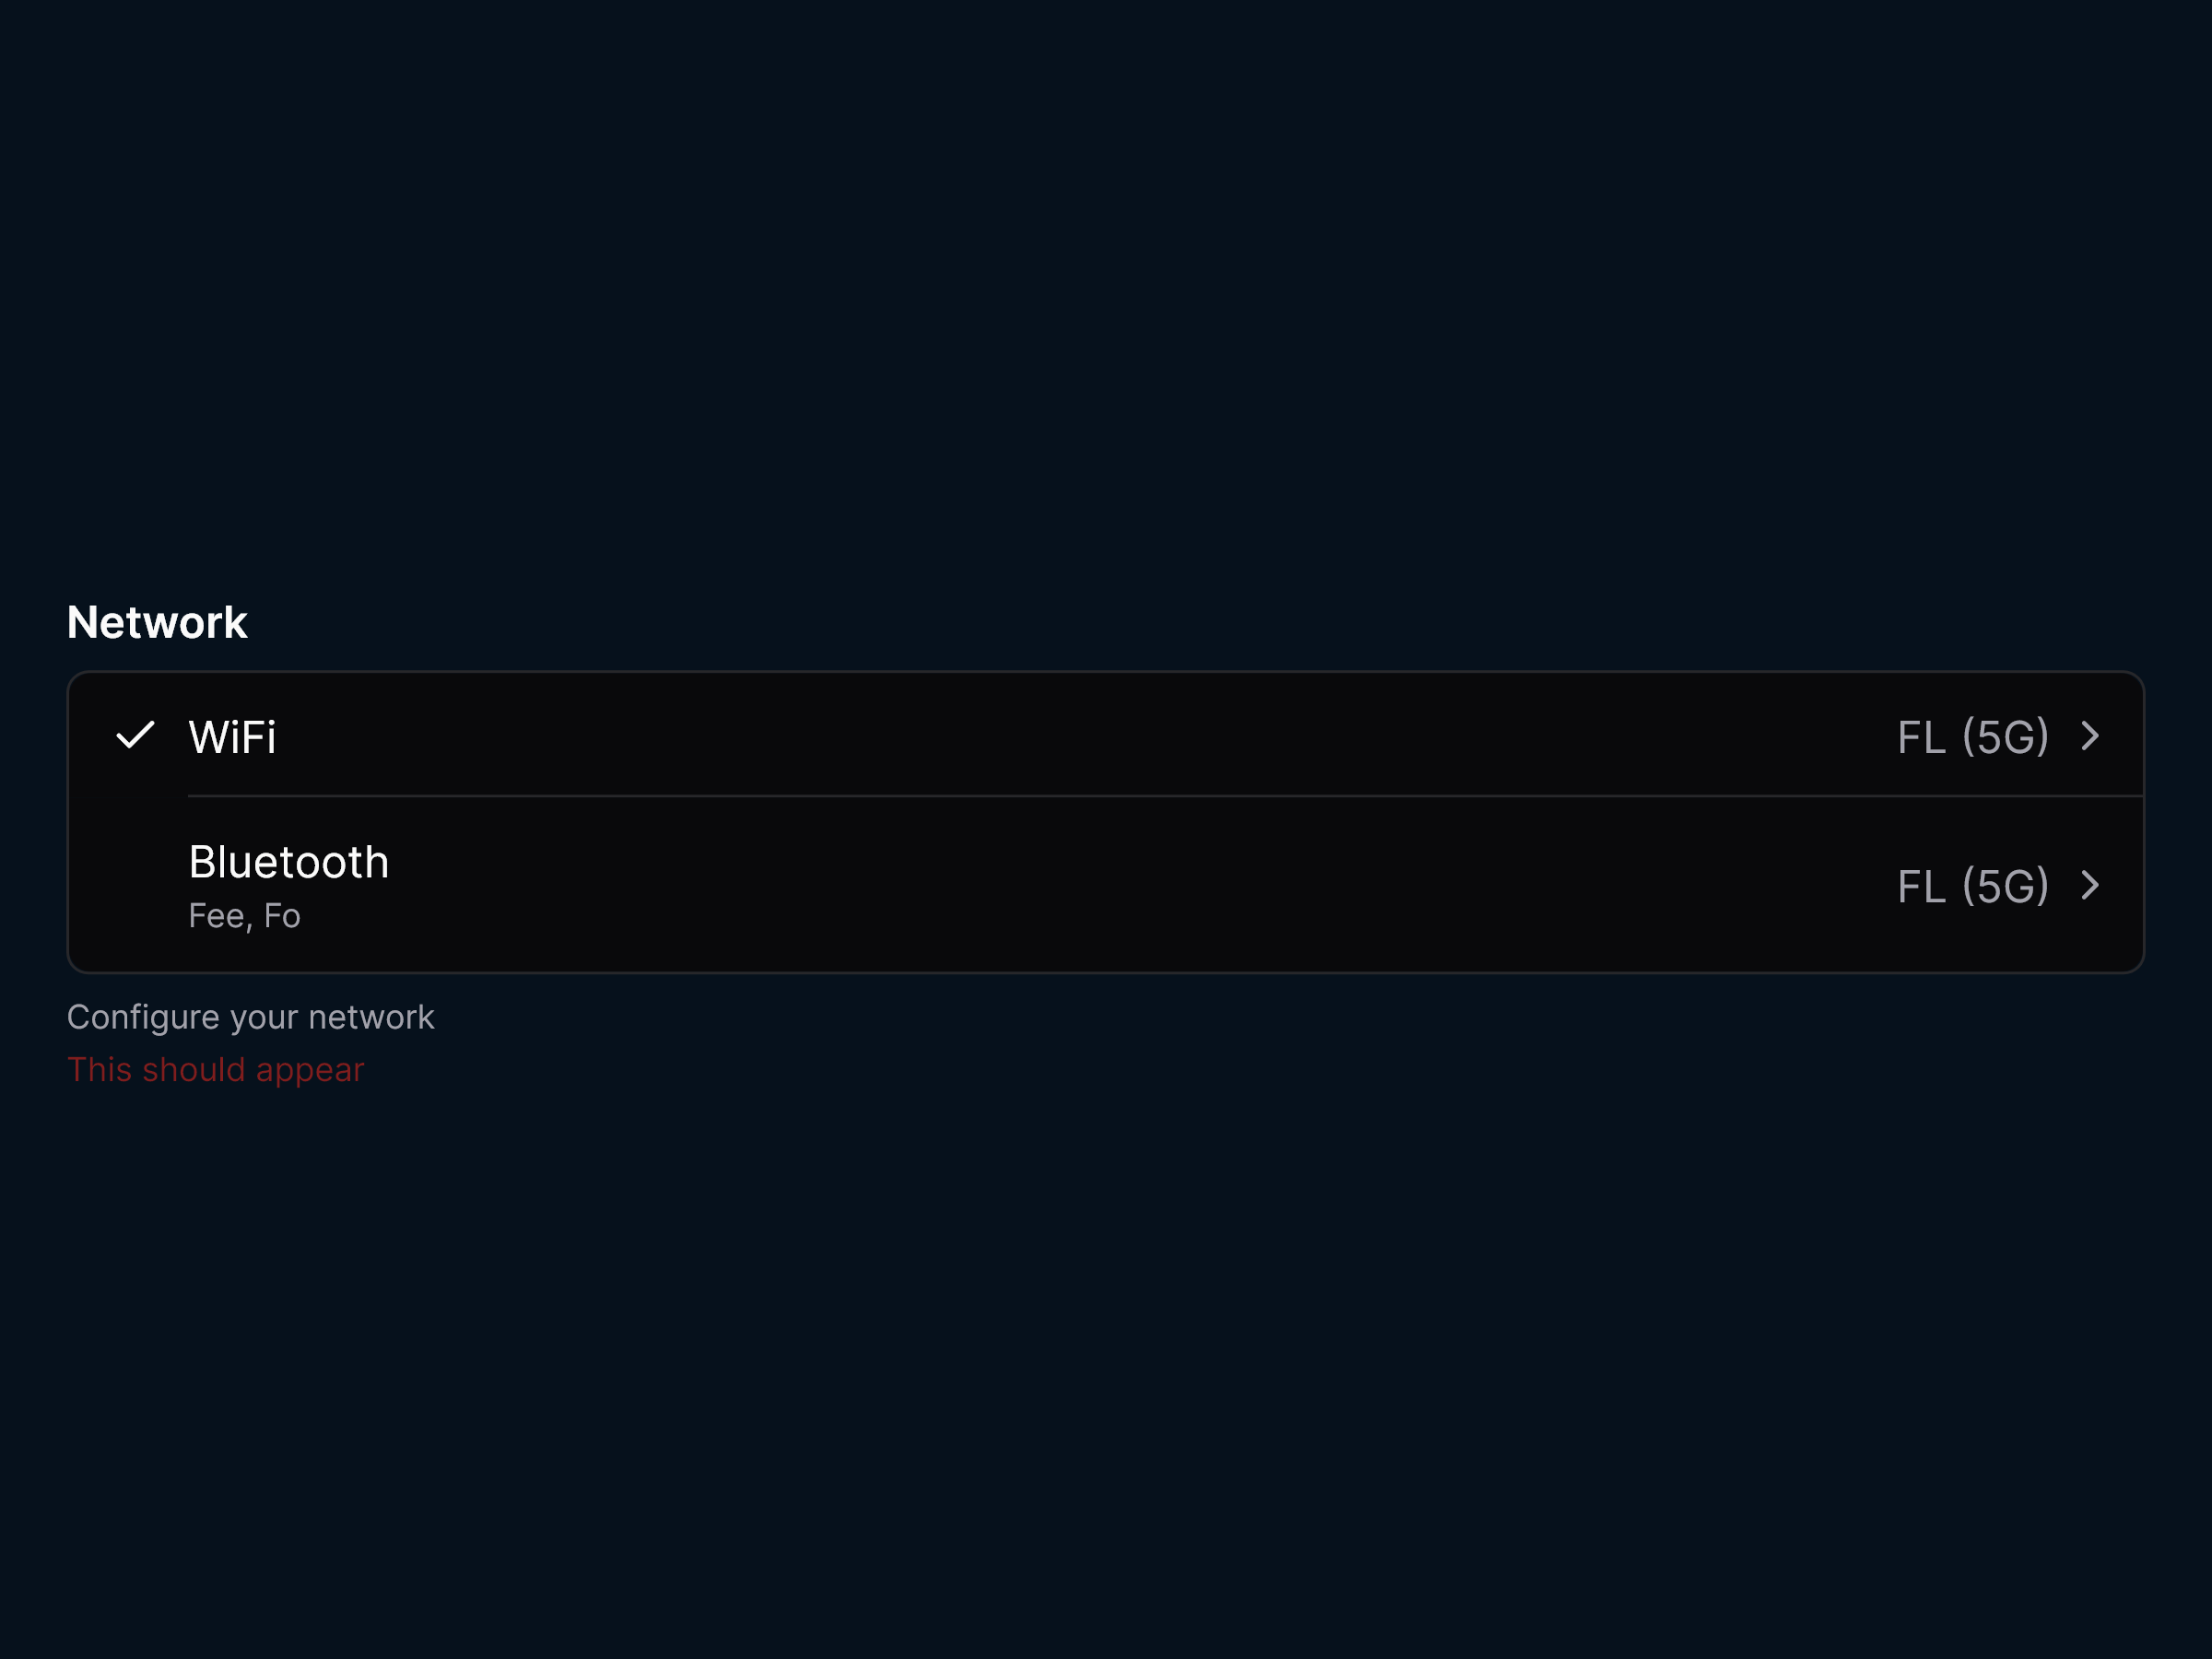 Network
WiFi FL (5G)
Bluetooth FL (5G)
Fee, Fo
Configure your network
This should appear